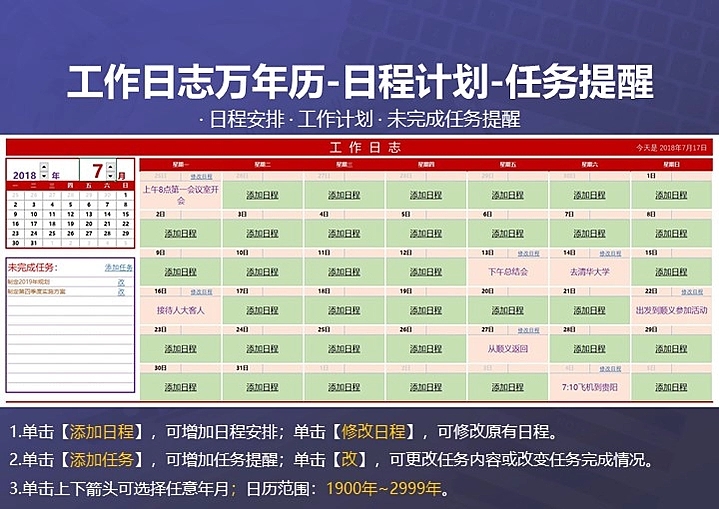 工作日志万年历-日程计划-任务提醒
· 日程安排 · 工作计划 · 未完成任务提醒
工作日志
今天是 2018年7月17日
2018 年 7 月
一 二 三 四 五 六 日
25 26 27 28 29 30 1
2 3 4 5 6 7 8
9 10 11 12 13 14 15
16 17 18 19 20 21 22
23 24 25 26 27 28 29
30 31 1 2 3 4 5
未完成任务: 添加任务
制定2019年规划 改
制定第四季度实施方案 改
星期一 星期二 星期三 星期四 星期五 星期六 星期日
25日 修改日程 26日 27日 28日 29日 30日 1日
上午8点第一会议室开会 添加日程 添加日程 添加日程 添加日程 添加日程 添加日程
2日 3日 4日 5日 6日 7日 8日
添加日程 添加日程 添加日程 添加日程 添加日程 添加日程 添加日程
9日 10日 11日 12日 13日 修改日程 14日 修改日程 15日
添加日程 添加日程 添加日程 添加日程 下午总结会 去清华大学 添加日程
16日 修改日程 17日 18日 19日 20日 21日 22日 修改日程
接待人大客人 添加日程 添加日程 添加日程 添加日程 添加日程 出发到顺义参加活动
23日 24日 25日 26日 27日 修改日程 28日 29日
添加日程 添加日程 添加日程 添加日程 从顺义返回 添加日程 添加日程
30日 31日 1日 2日 3日 4日 修改日程 5日
添加日程 添加日程 添加日程 添加日程 添加日程 7:10飞机到贵阳 添加日程
1.单击【添加日程】，可增加日程安排；单击【修改日程】，可修改原有日程。
2.单击【添加任务】，可增加任务提醒；单击【改】，可更改任务内容或改变任务完成情况。
3.单击上下箭头可选择任意年月；日历范围：1900年~2999年。